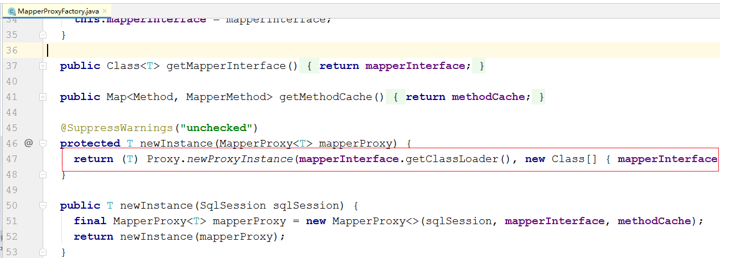 MapperProxyFactory.java ×
34 this.mapperInterface = mapperInterface;
35 }
36
37 public Class<T> getMapperInterface() { return mapperInterface; }
40
41 public Map<Method, MapperMethod> getMethodCache() { return methodCache; }
44
45 @SuppressWarnings("unchecked")
46 @ protected T newInstance(MapperProxy<T> mapperProxy) {
47 return (T) Proxy.newProxyInstance(mapperInterface.getClassLoader(), new Class[] { mapperInterface
48 }
49
50 public T newInstance(SqlSession sqlSession) {
51 final MapperProxy<T> mapperProxy = new MapperProxy<>(sqlSession, mapperInterface, methodCache);
52 return newInstance(mapperProxy);
53 }